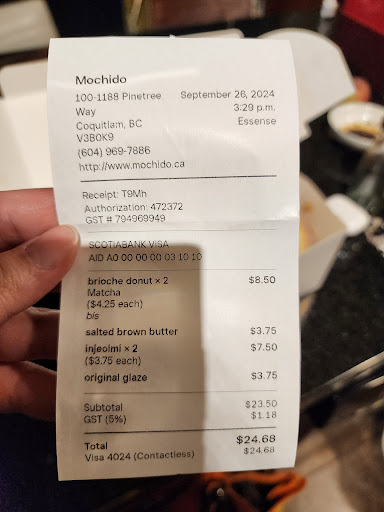 Mochido
100-1188 Pinetree September 26, 2024
Way 3:29 p.m.
Coquitlam, BC Essense
V3B0K9
(604) 969-7886
http://www.mochido.ca
Receipt: T9Mh
Authorization: 472372
GST # 794969949
SCOTIABANK VISA
AID A0 00 00 00 03 10 10
brioche donut × 2 $8.50
Matcha
($4.25 each)
bis
salted brown butter $3.75
injeolmi × 2 $7.50
($3.75 each)
original glaze $3.75
Subtotal $23.50
GST (5%) $1.18
Total $24.68
Visa 4024 (Contactless) $24.68